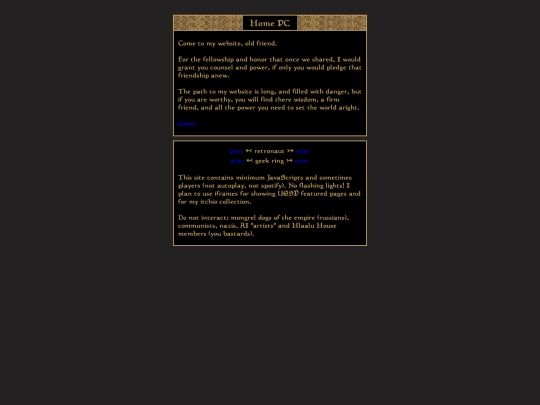 Home PC
Come to my website, old friend.
For the fellowship and honor that once we shared, I would
grant you counsel and power, if only you would pledge that
friendship anew.
The path to my website is long, and filled with danger, but
if you are worthy, you will find there wisdom, a firm
friend, and all the power you need to set the world aright.
Come.
↢ retronaut ↣
↢ geek ring ↣
This site contains minimum JavaScripts and sometimes
players (not autoplay, not spotify). No flashing lights! I
plan to use iframes for showing featured pages and
for my itchio collection.
Do not interact: mongrel dogs of the empire (russians),
communists, nazis, AI "artists" and Hlaalu House
members (you bastards).